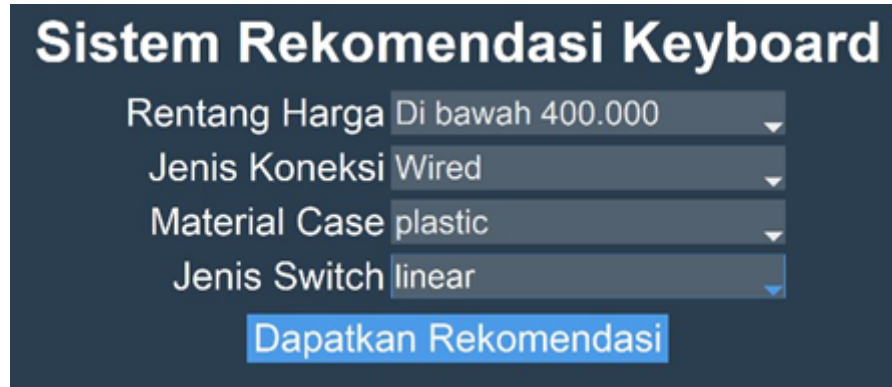 Sistem Rekomendasi Keyboard
Rentang Harga Di bawah 400.000
Jenis Koneksi Wired
Material Case plastic
Jenis Switch linear
Dapatkan Rekomendasi